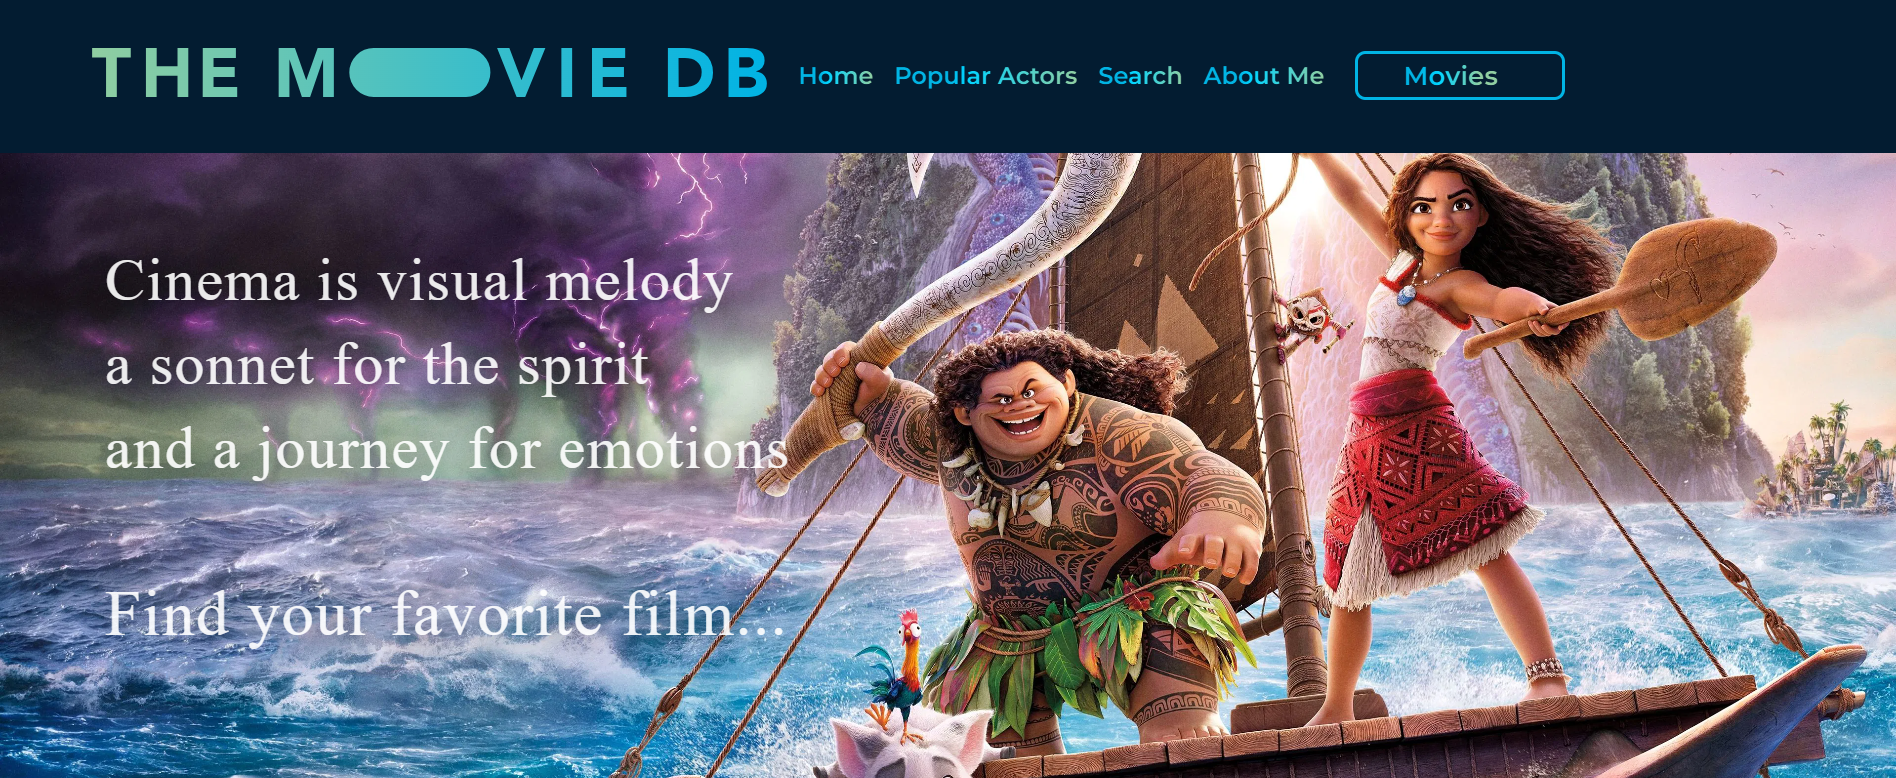 THE MOVIE DB
Home Popular Actors Search About Me Movies
Cinema is visual melody
a sonnet for the spirit
and a journey for emotions
Find your favorite film...